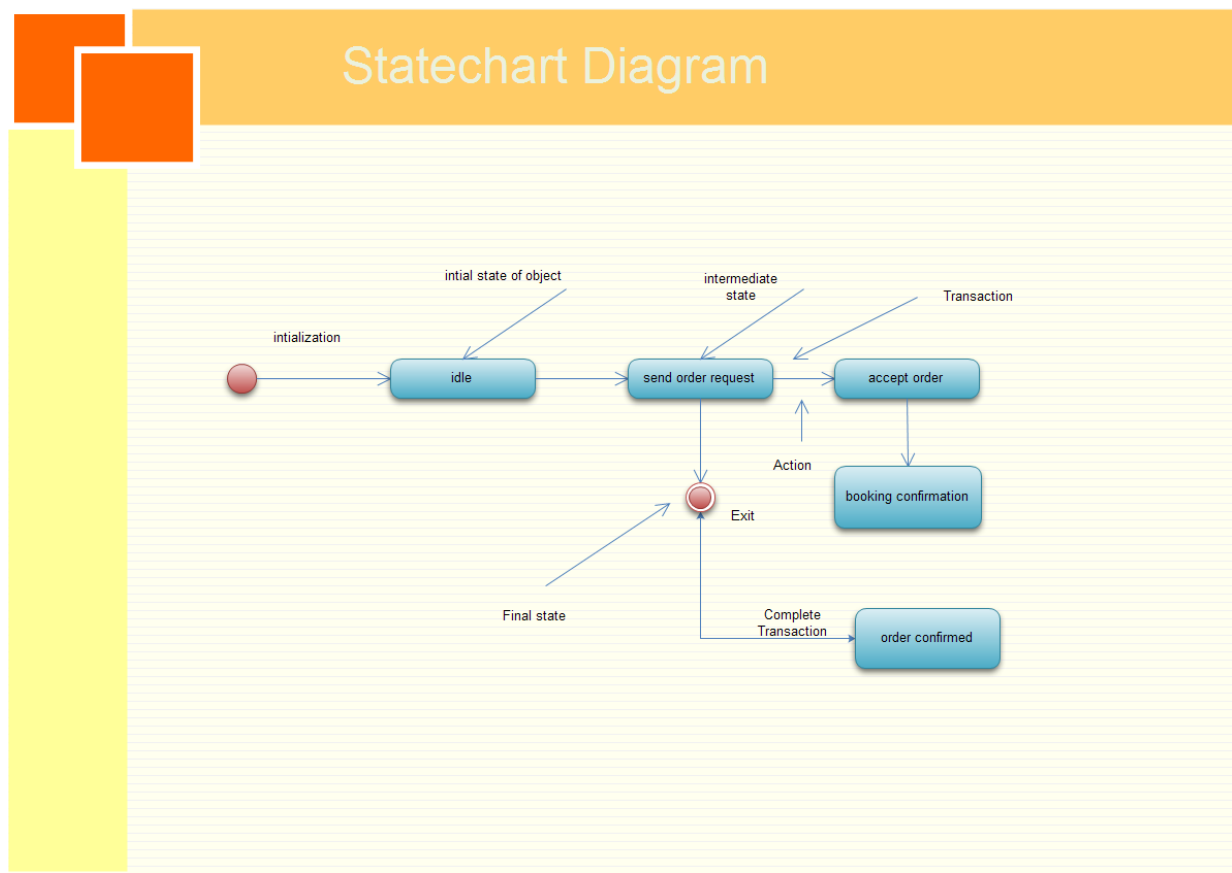 Statechart Diagram
intial state of object
intermediate
state
Transaction
intialization
idle
send order request
accept order
Action
booking confirmation
Exit
Final state
Complete
Transaction
order confirmed